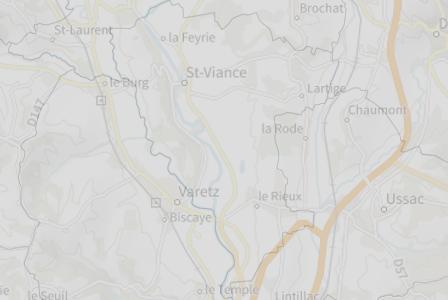 Brochat
St-Laurent
la Feyrie
St-Viance
le Burg
Lartige
D147
Chaumont
la Rode
Varetz
le Rieux
Ussac
Biscaye
D57
le Temple
le Seuil
Lintillac